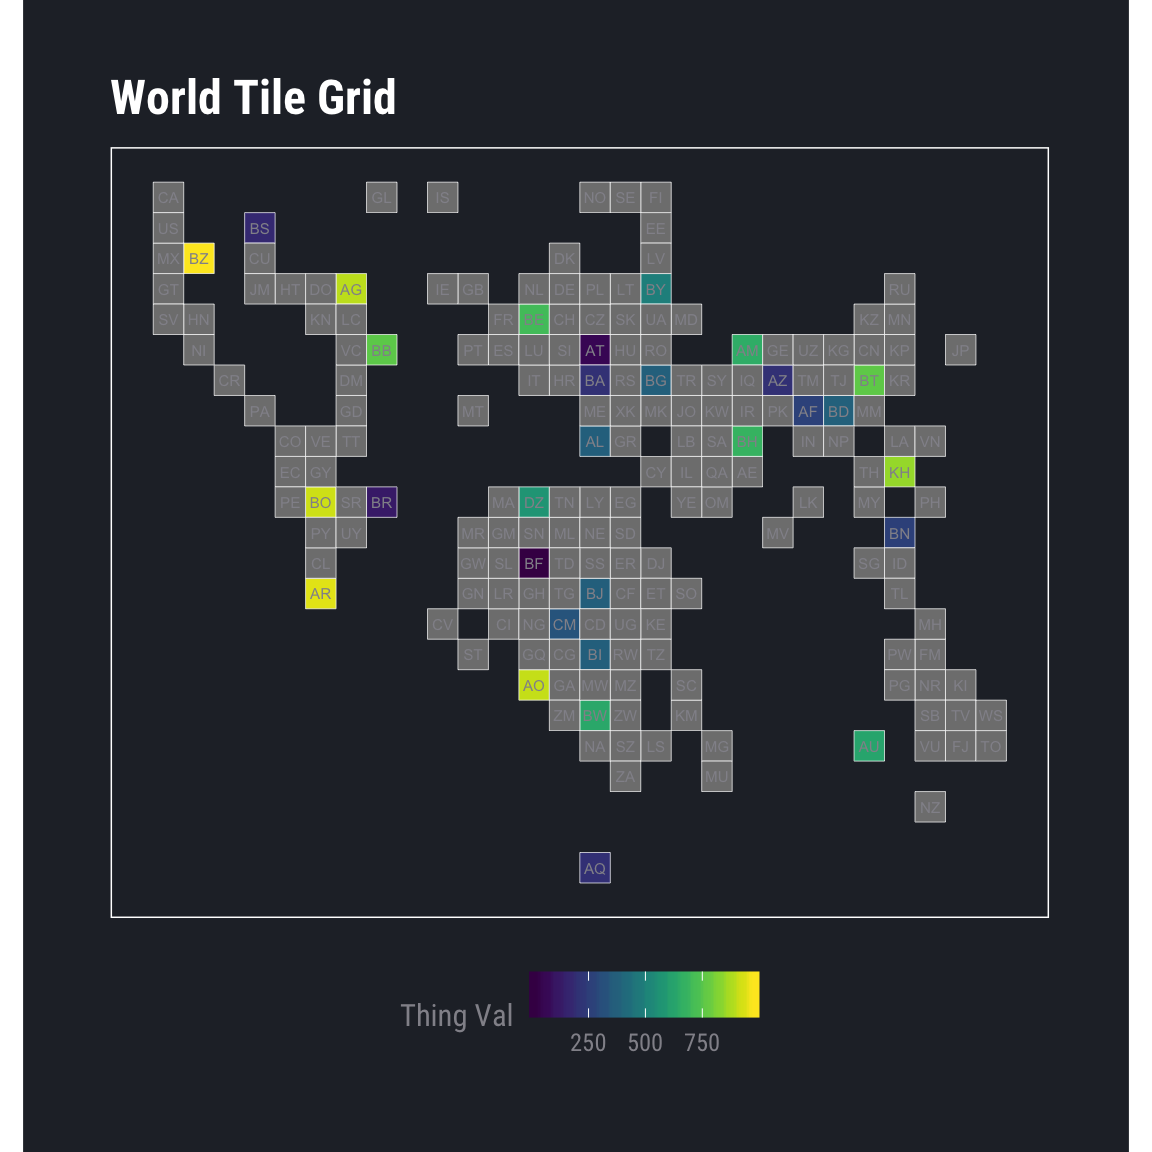 World Tile Grid
CA GL IS NO SE FI
US BS EE
MX BZ CU DK LV
GT JM HT DO AG IE GB NL DE PL LT BY RU
SV HN KN LC FR BE CH CZ SK UA MD KZ MN
NI VC BB PT ES LU SI AT HU RO AM GE UZ KG CN KP JP
CR DM IT HR BA RS BG TR SY IQ AZ TM TJ BT KR
PA GD MT ME XK MK JO KW IR PK AF BD MM
CO VE TT AL GR LB SA BH IN NP LA VN
EC GY CY IL QA AE TH KH
PE BO SR BR MA DZ TN LY EG YE OM LK MY PH
PY UY MR GM SN ML NE SD MV BN
CL GW SL BF TD SS ER DJ SG ID
AR GN LR GH TG BJ CF ET SO TL
CV CI NG CM CD UG KE MH
ST GQ CG BI RW TZ PW FM
AO GA MW MZ SC PG NR KI
ZM BW ZW KM SB TV WS
NA SZ LS MG AU VU FJ TO
ZA MU
NZ
AQ
Thing Val
250 500 750